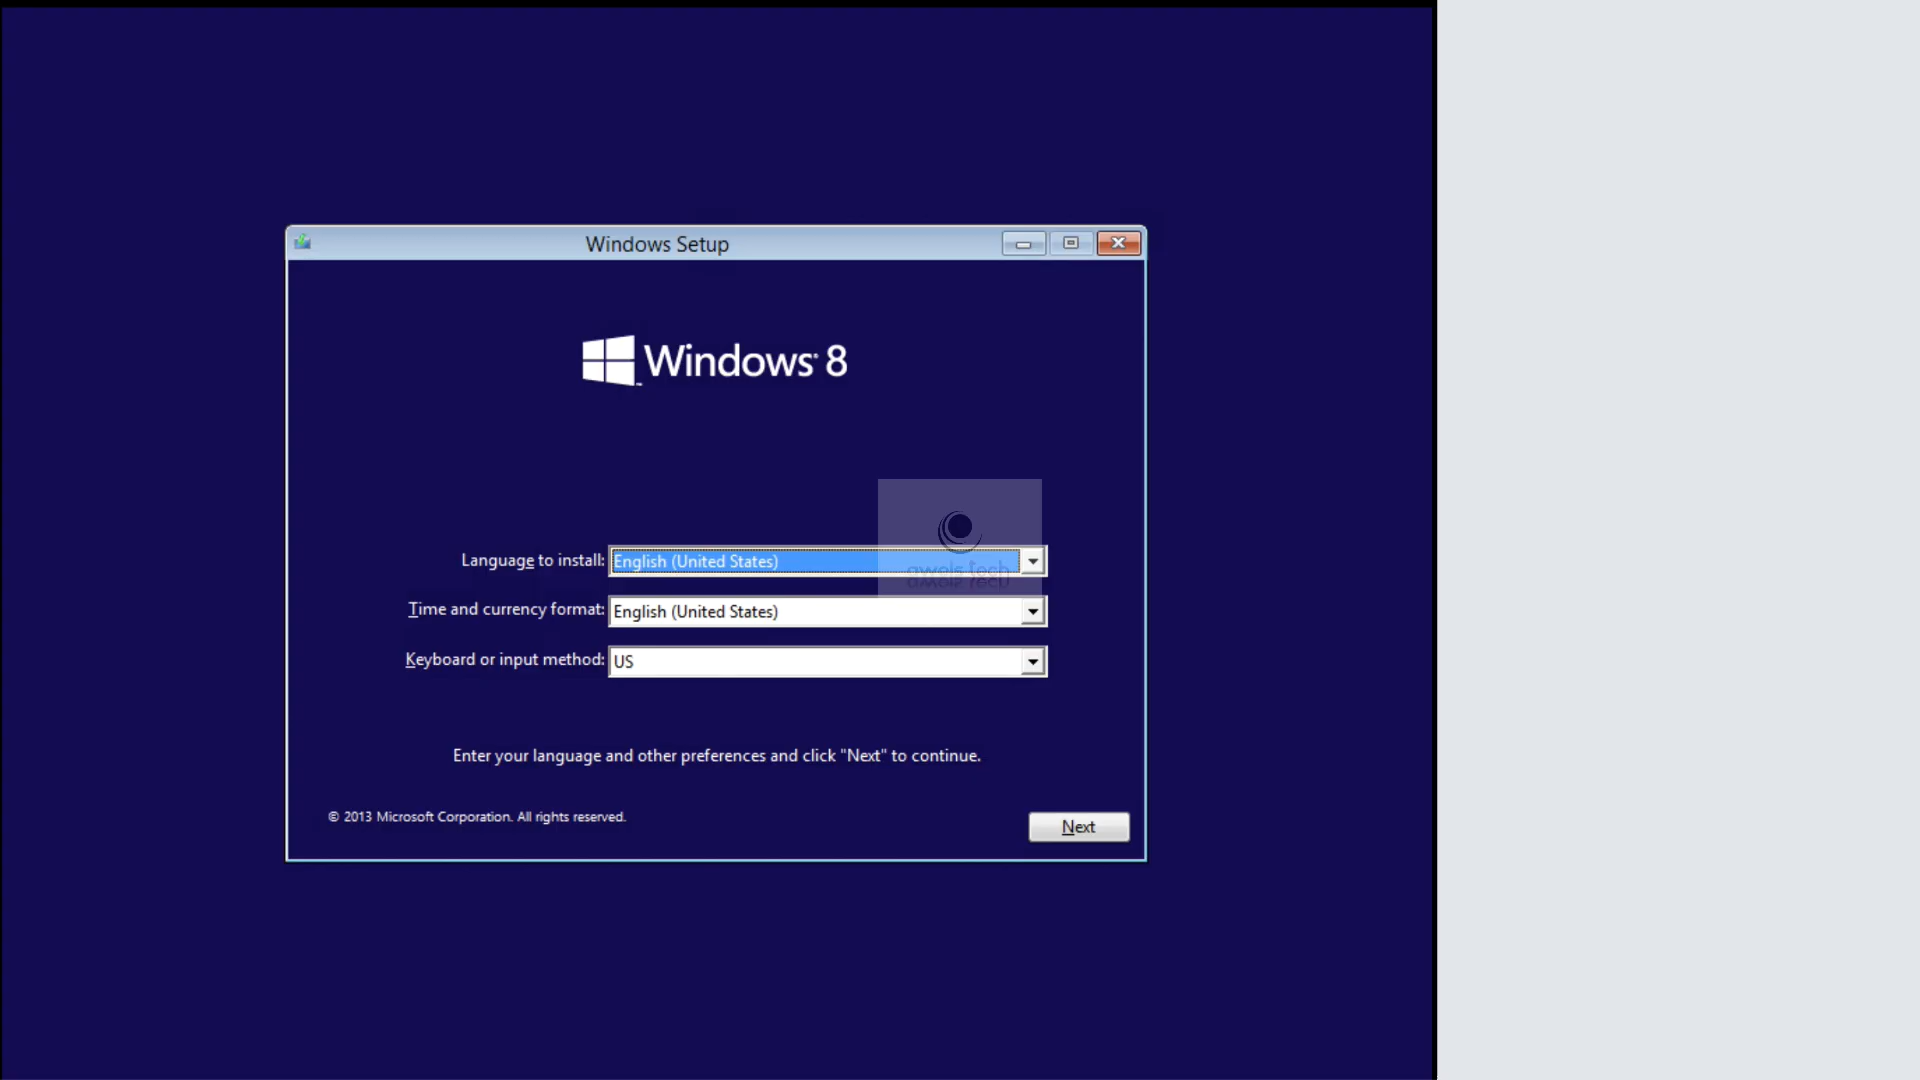 Windows Setup
Windows® 8
Language to install: English (United States)
Time and currency format: English (United States)
Keyboard or input method: US
Enter your language and other preferences and click "Next" to continue.
© 2013 Microsoft Corporation. All rights reserved.
Next